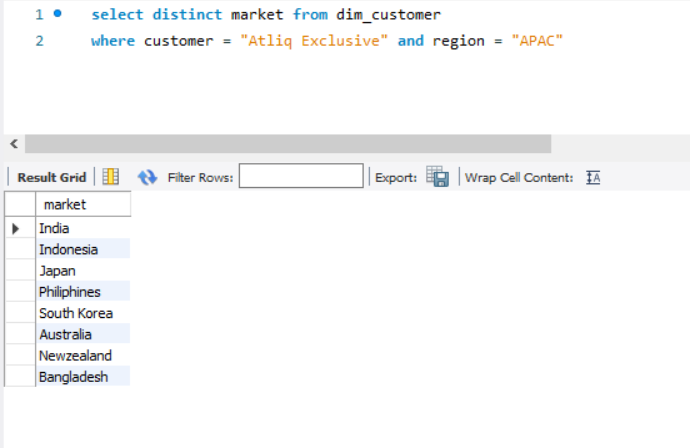 1 select distinct market from dim_customer
2 where customer = "Atliq Exclusive" and region = "APAC"
Result Grid Filter Rows: Export: Wrap Cell Content: IA
market
India
Indonesia
Japan
Philiphines
South Korea
Australia
Newzealand
Bangladesh